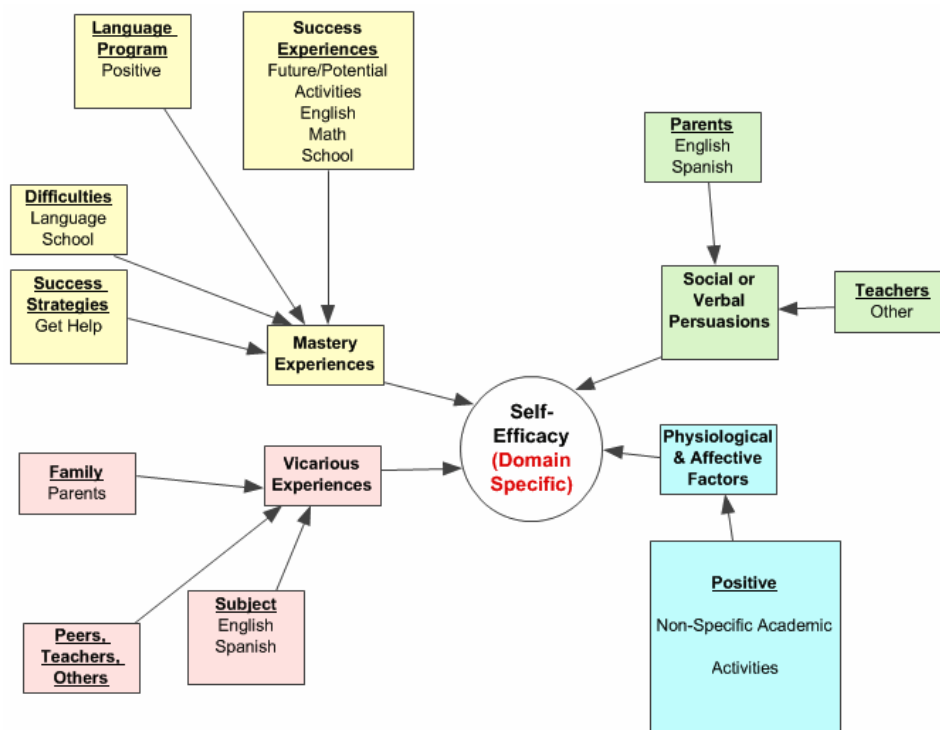 Language
Program
Positive
Success
Experiences
Future/Potential
Activities
English
Math
School
Parents
English
Spanish
Difficulties
Language
School
Success
Strategies
Get Help
Mastery
Experiences
Social or
Verbal
Persuasions
Teachers
Other
Self-
Efficacy
(Domain
Specific)
Physiological
& Affective
Factors
Family
Parents
Vicarious
Experiences
Peers,
Teachers,
Others
Subject
English
Spanish
Positive
Non-Specific Academic
Activities